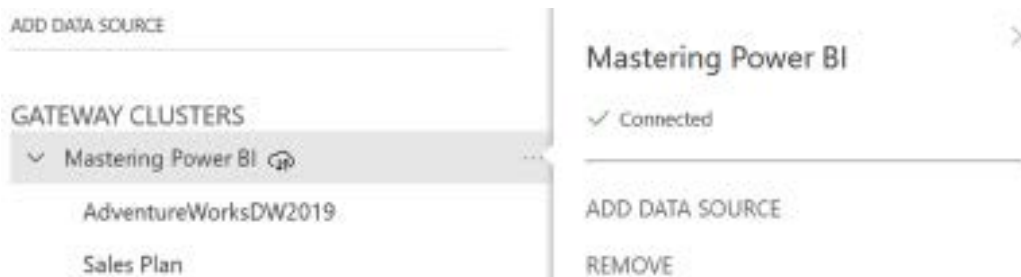 ADD DATA SOURCE
GATEWAY CLUSTERS
Mastering Power BI
AdventureWorksDW2019
Sales Plan
Mastering Power BI
Connected
ADD DATA SOURCE
REMOVE